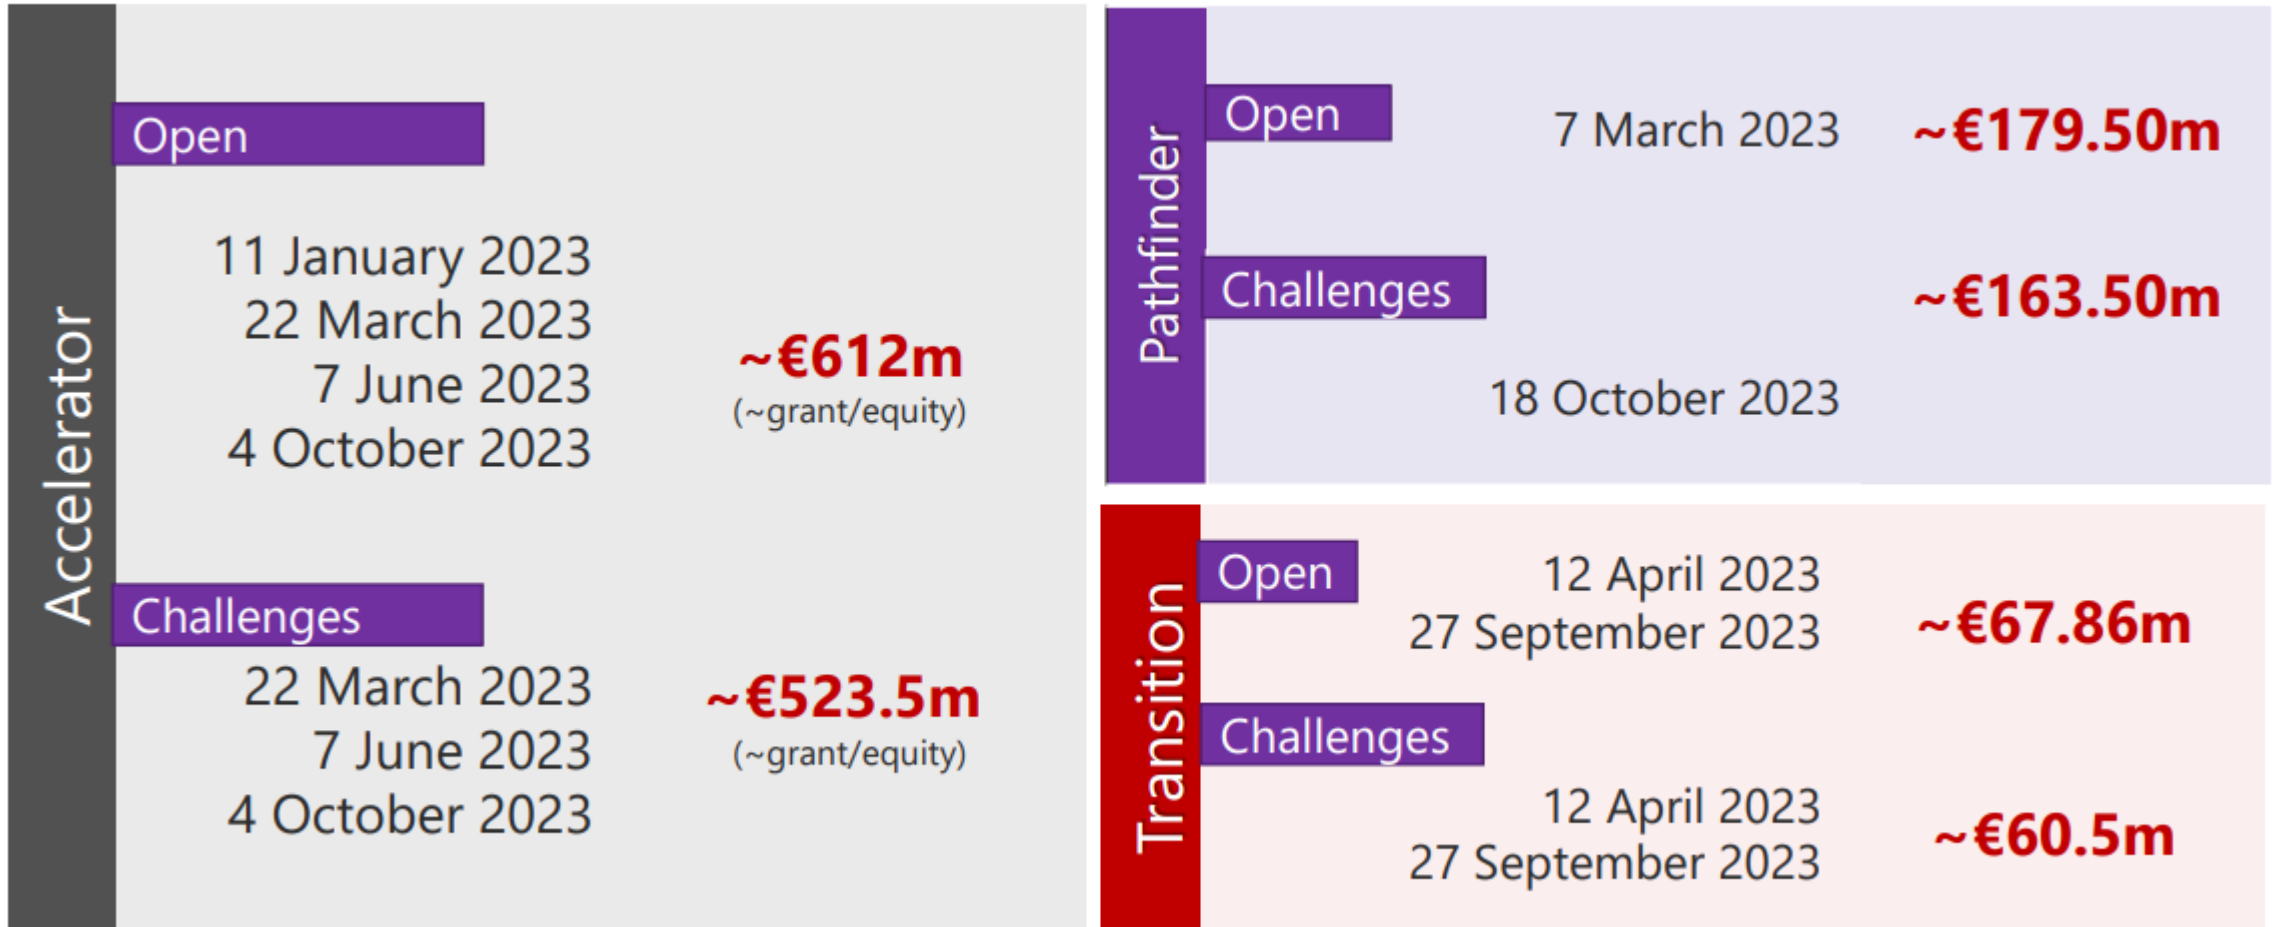 Accelerator
Open
11 January 2023
22 March 2023
7 June 2023
4 October 2023
~€612m
(~grant/equity)
Challenges
22 March 2023
7 June 2023
4 October 2023
~€523.5m
(~grant/equity)
Pathfinder
Open
7 March 2023
~€179.50m
Challenges
~€163.50m
18 October 2023
Transition
Open
12 April 2023
27 September 2023
~€67.86m
Challenges
12 April 2023
27 September 2023
~€60.5m